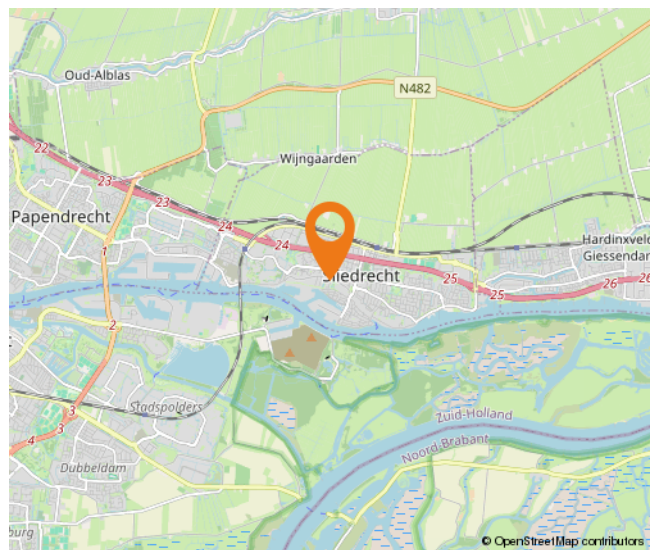 Oud-Alblas
N482
22
Wijngaarden
23
23
Papendrecht
24
24
Hardinxveld
Giessendam
1
Sliedrecht
25
25
26
26
2
Stadspolders
3
3
4
Zuid-Holland
Noord-Brabant
Dubbeldam
burg
© OpenStreetMap contributors